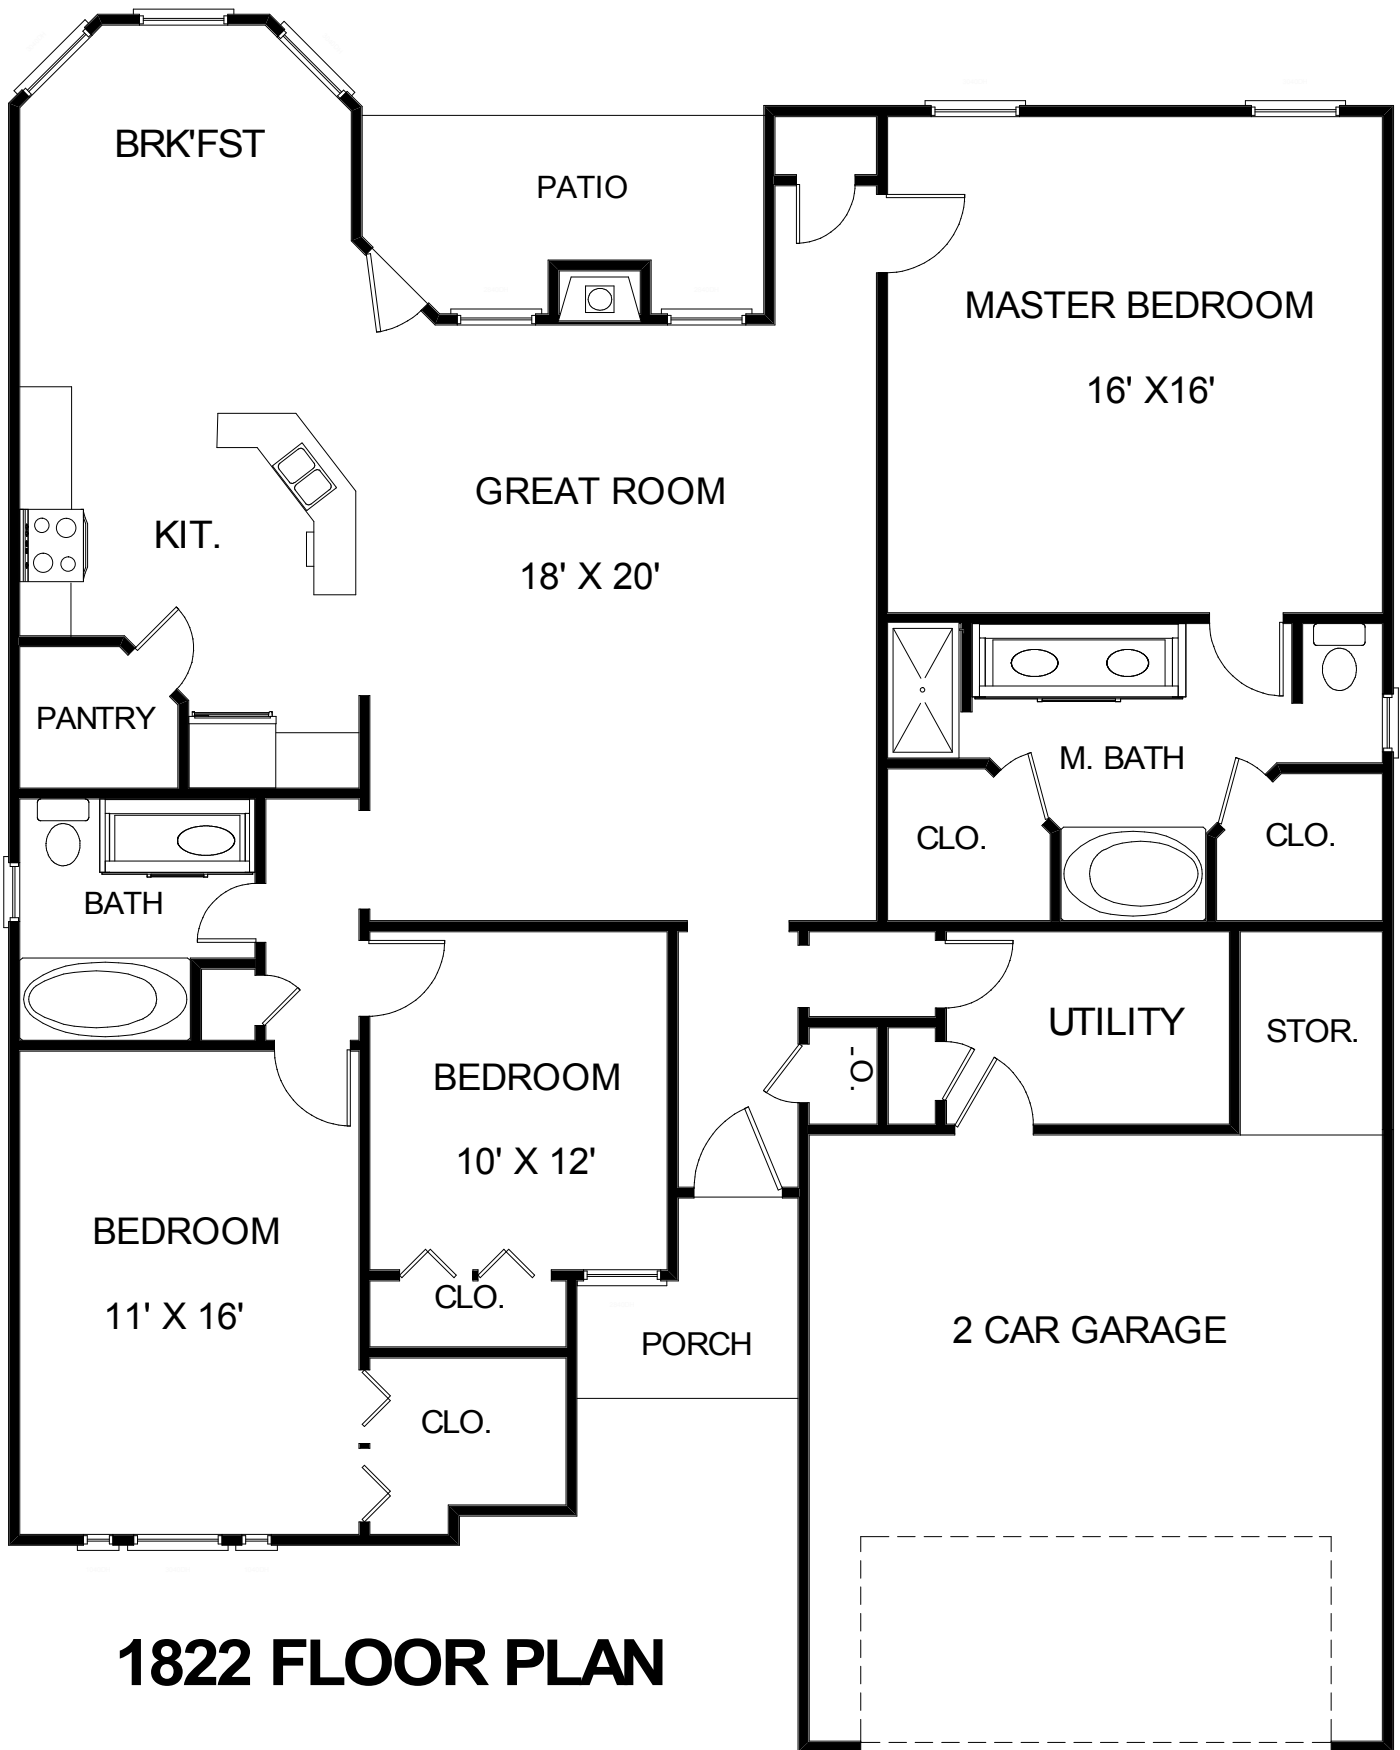 BRK'FST
PATIO
MASTER BEDROOM
16' X16'
GREAT ROOM
18' X 20'
KIT.
PANTRY
M. BATH
CLO.
CLO.
BATH
UTILITY
STOR.
BEDROOM
10' X 12'
BEDROOM
11' X 16'
CLO.
PORCH
2 CAR GARAGE
CLO.
1822 FLOOR PLAN